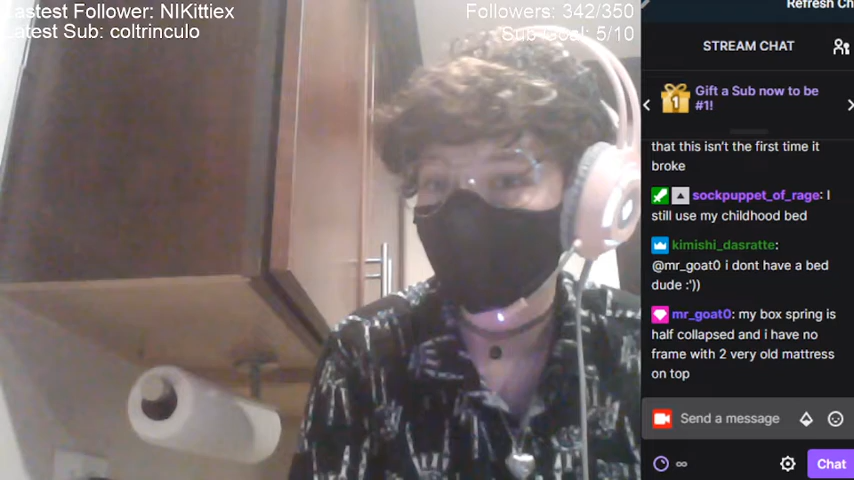 Lastest Follower: NIKittiex
Latest Sub: coltrinculo
Followers: 342/350
Sub Goal: 5/10
Refresh Ch
STREAM CHAT
1
Gift a Sub now to be
#1!
that this isn't the first time it
broke
sockpuppet_of_rage: I
still use my childhood bed
kimishi_dasratte:
@mr_goat0 i dont have a bed
dude :'))
mr_goat0: my box spring is
half collapsed and i have no
frame with 2 very old mattress
on top
Send a message
∞
Chat